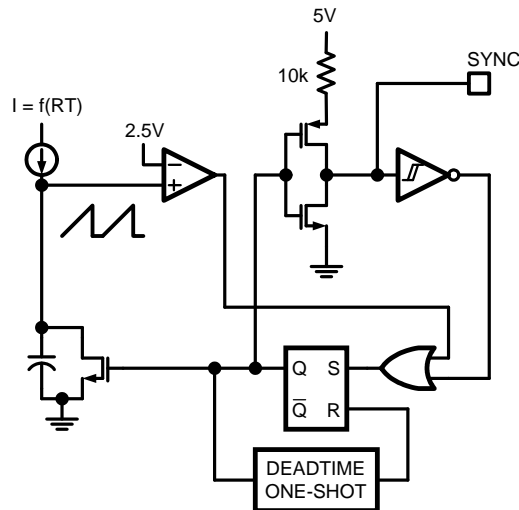 5V
SYNC
10k
I = f(RT)
2.5V
−
+
Q S
Q̅ R
DEADTIME
ONE-SHOT